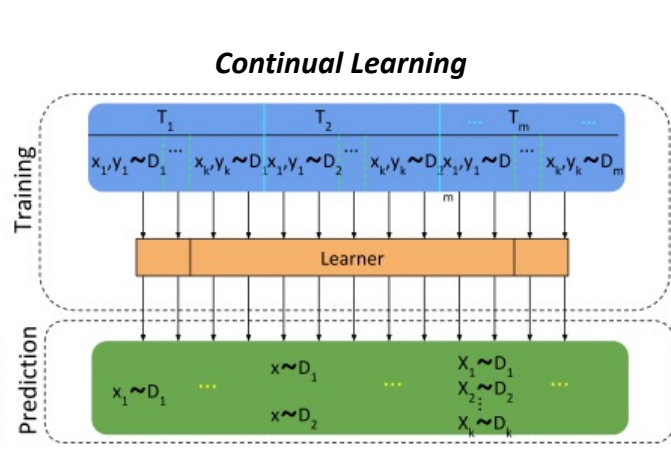 Continual Learning
Training
T1 T2 ... Tm ...
x1,y1~D1 ... xk,yk~D1 x1,y1~D2 ... xk,yk~D2 x1,y1~D ... xk,yk~Dm
m
Learner
Prediction
x1~D1 ... x~D1 ... X1~D1 ...
X2~D2
x~D2 ⋮
Xk~Dk